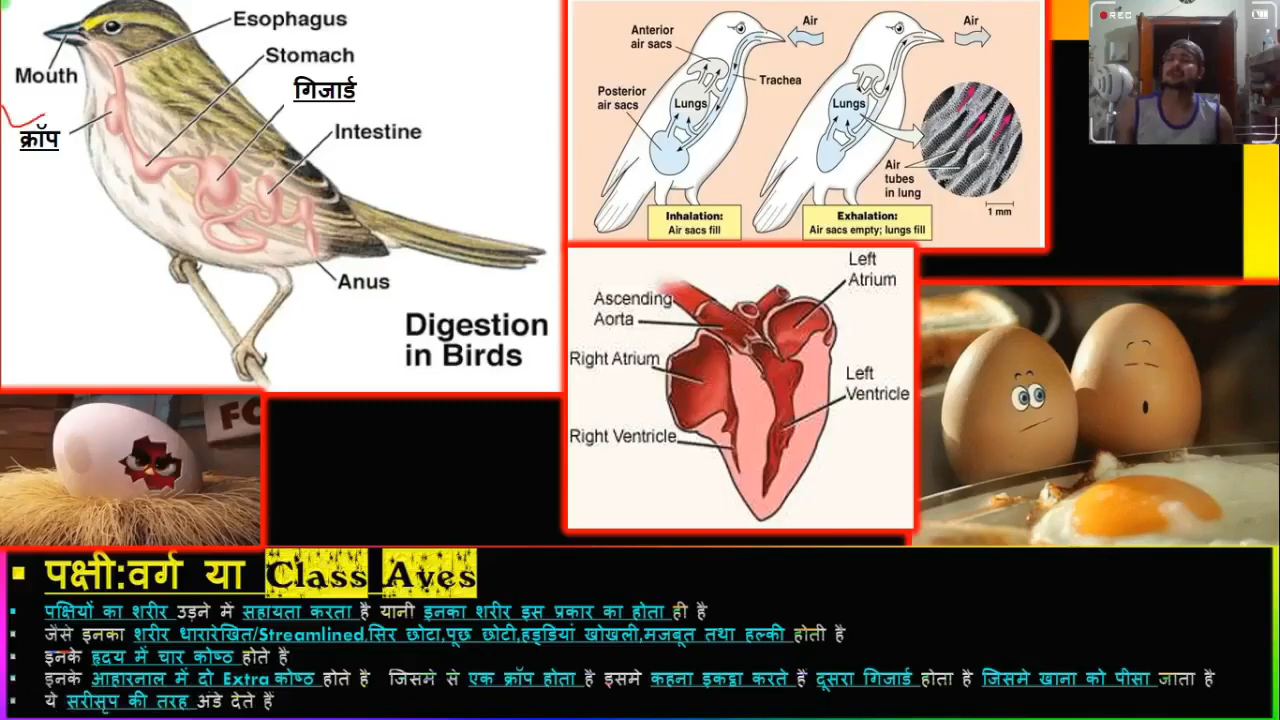 Esophagus
Stomach
गिजार्ड
Mouth
क्रॉप
Intestine
Anus
Digestion
in Birds
Air
Anterior
air sacs
Trachea
Posterior
air sacs
Lungs
Inhalation:
Air sacs fill
Air
Lungs
Air
tubes
in lung
1 mm
Exhalation:
Air sacs empty; lungs fill
REC
Left
Atrium
Ascending
Aorta
Right Atrium
Left
Ventricle
Right Ventricle
FO
पक्षी:वर्ग या Class Aves
पक्षियों का शरीर उड़ने में सहायता करता है यानी इनका शरीर इस प्रकार का होता ही है
जैसे इनका शरीर धारारेखित/Streamlined,सिर छोटा,पूछ छोटी,हड्डियां खोखली,मजबूत तथा हल्की होती है
इनके हृदय में चार कोष्ठ होते है
इनके आहारनाल में दो Extra कोष्ठ होते है जिसमे से एक क्रॉप होता है इसमे कहना इकट्ठा करते हैं दूसरा गिजार्ड होता है जिसमे खाना को पीसा जाता है
ये सरीसृप की तरह अंडे देते हैं